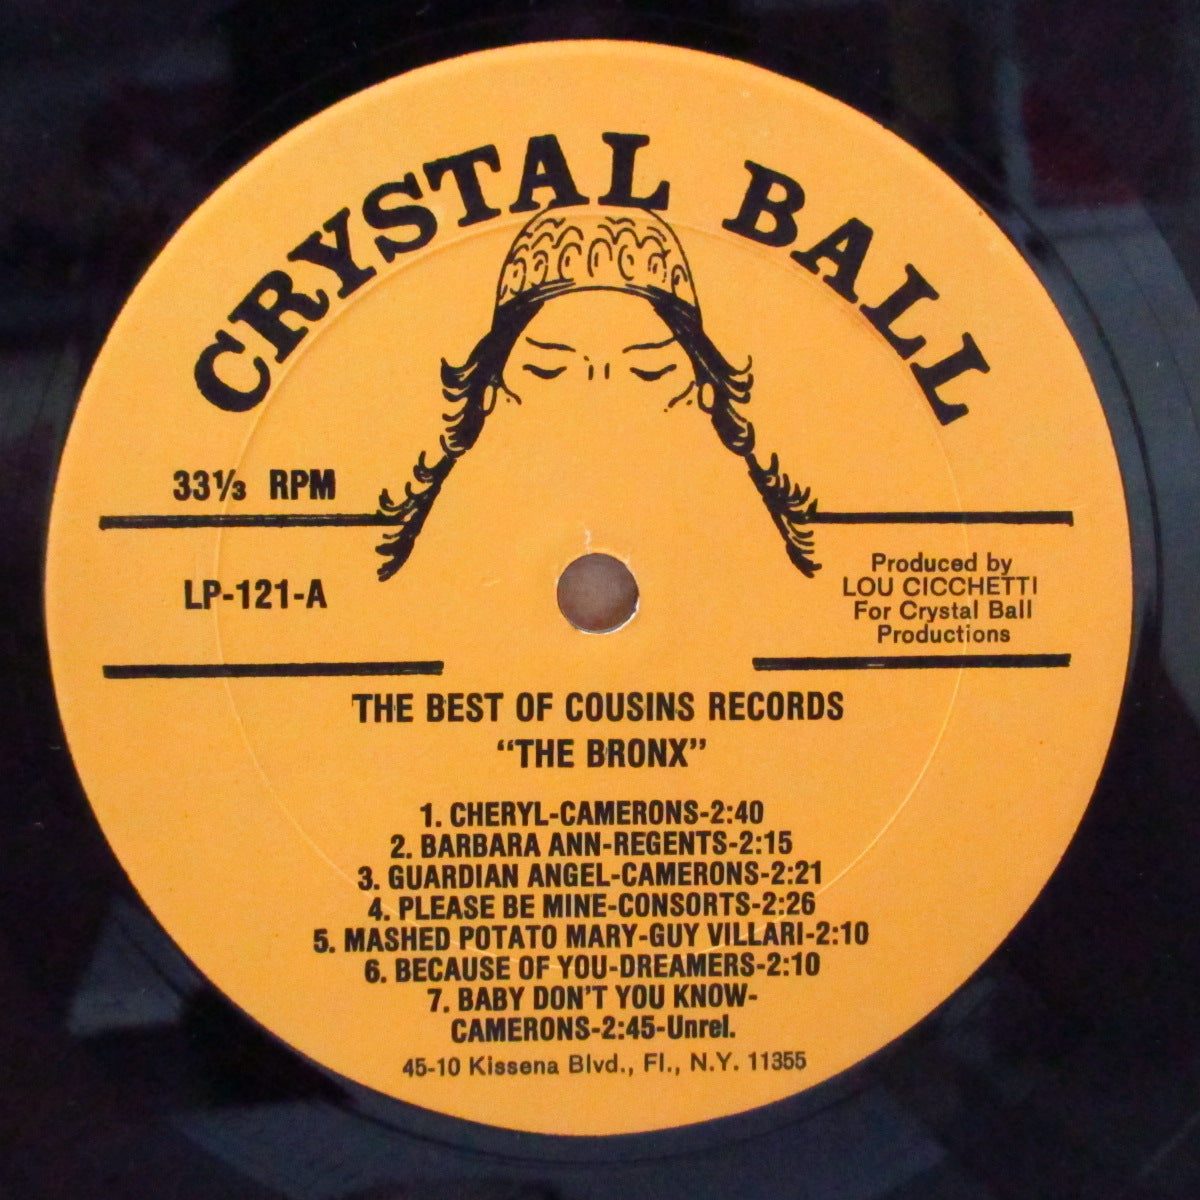 CRYSTAL BALL
33⅓ RPM
LP-121-A
Produced by
LOU CICCHETTI
For Crystal Ball
Productions
THE BEST OF COUSINS RECORDS
“THE BRONX”
1. CHERYL-CAMERONS-2:40
2. BARBARA ANN-REGENTS-2:15
3. GUARDIAN ANGEL-CAMERONS-2:21
4. PLEASE BE MINE-CONSORTS-2:26
5. MASHED POTATO MARY-GUY VILLARI-2:10
6. BECAUSE OF YOU-DREAMERS-2:10
7. BABY DON'T YOU KNOW-
CAMERONS-2:45-Unrel.
45-10 Kissena Blvd., Fl., N.Y. 11355